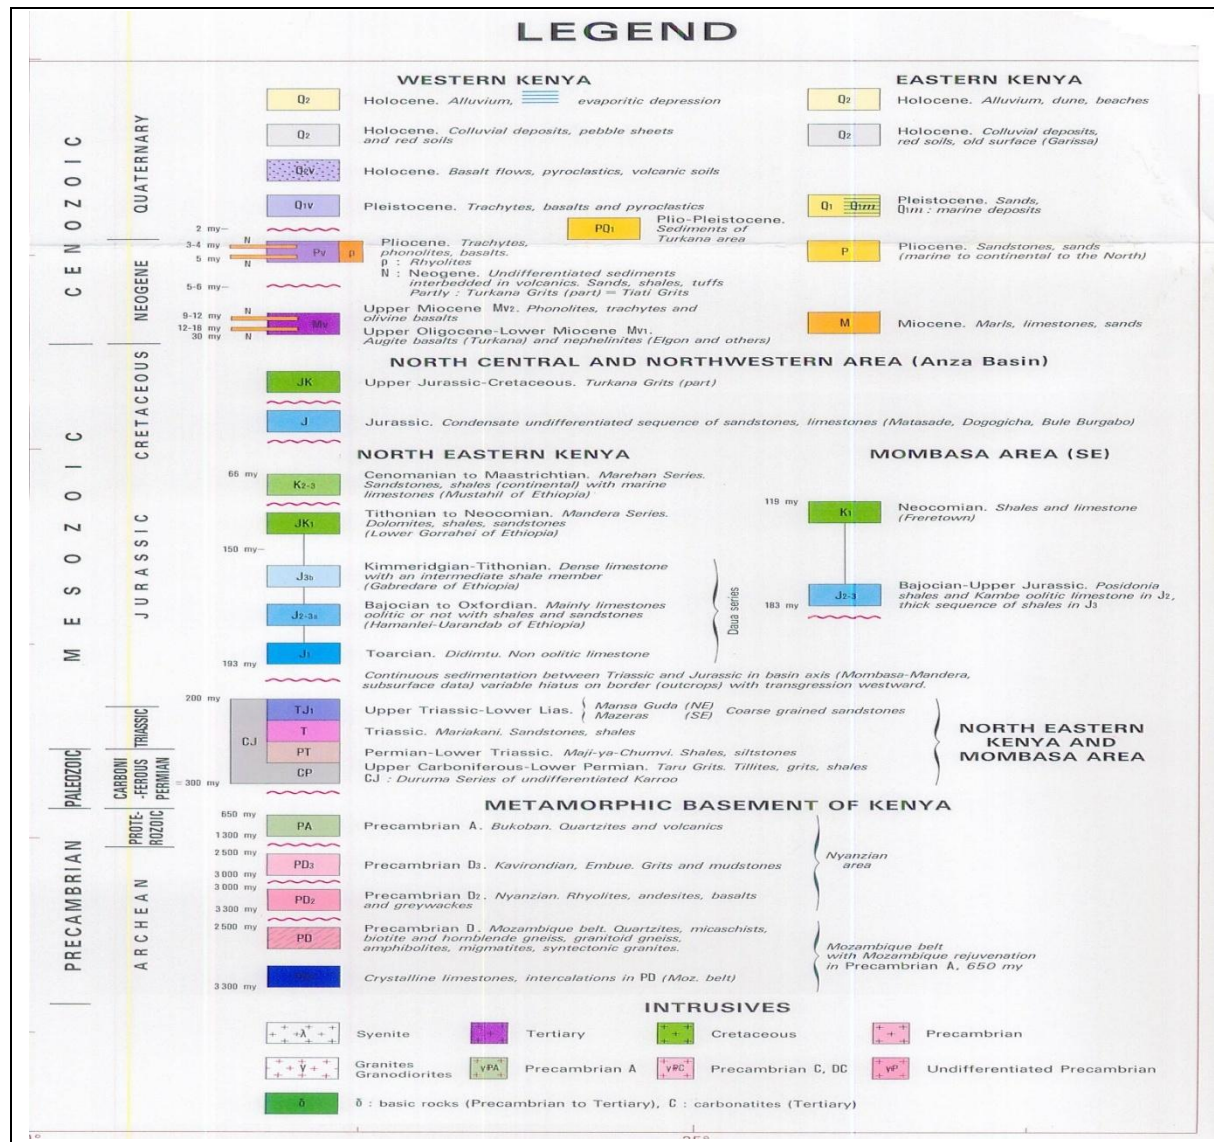 LEGEND
WESTERN KENYA
EASTERN KENYA
CENOZOIC
QUATERNARY
NEOGENE
Q2
Holocene. Alluvium, evaporitic depression
Q2
Holocene. Alluvium, dune, beaches
Q2
Holocene. Colluvial deposits, pebble sheets
and red soils
Q2
Holocene. Colluvial deposits,
red soils, old surface (Garissa)
Q2v
Holocene. Basalt flows, pyroclastics, volcanic soils
Q1v
Pleistocene. Trachytes, basalts and pyroclastics
Q1 Q1m
Pleistocene. Sands,
Q1m : marine deposits
2 my
PQ1
Plio-Pleistocene.
Sediments of
Turkana area
3-4 my
5 my
N
N
Pv
ρ
Pliocene. Trachytes,
phonolites, basalts.
ρ : Rhyolites
N : Neogene. Undifferentiated sediments
interbedded in volcanics. Sands, shales, tuffs
Partly : Turkana Grits (part) = Tiati Grits
P
Pliocene. Sandstones, sands
(marine to continental to the North)
5-6 my
9-12 my
12-18 my
30 my
N
N
Mv
Upper Miocene Mv2. Phonolites, trachytes and
olivine basalts
Upper Oligocene-Lower Miocene Mv1.
Augite basalts (Turkana) and nephelinites (Elgon and others)
M
Miocene. Marls, limestones, sands
MESOZOIC
CRETACEOUS
JURASSIC
TRIASSIC
NORTH CENTRAL AND NORTHWESTERN AREA (Anza Basin)
JK
Upper Jurassic-Cretaceous. Turkana Grits (part)
J
Jurassic. Condensate undifferentiated sequence of sandstones, limestones (Matasade, Dogogicha, Bule Burgabo)
NORTH EASTERN KENYA
MOMBASA AREA (SE)
66 my
K2-3
Cenomanian to Maastrichtian. Marehan Series.
Sandstones, shales (continental) with marine
limestones (Mustahil of Ethiopia)
JK1
Tithonian to Neocomian. Mandera Series.
Dolomites, shales, sandstones
(Lower Gorrahei of Ethiopia)
119 my
K1
Neocomian. Shales and limestone
(Freretown)
150 my
J3b
Kimmeridgian-Tithonian. Dense limestone
with an intermediate shale member
(Gabredare of Ethiopia)
J2-3a
Bajocian to Oxfordian. Mainly limestones
oolitic or not with shales and sandstones
(Hamanlei-Uarandab of Ethiopia)
Daua series
183 my
J2-3
Bajocian-Upper Jurassic. Posidonia
shales and Kambe oolitic limestone in J2,
thick sequence of shales in J3
193 my
J1
Toarcian. Didimtu. Non oolitic limestone
Continuous sedimentation between Triassic and Jurassic in basin axis (Mombasa-Mandera,
subsurface data) variable hiatus on border (outcrops) with transgression westward.
PALEOZOIC
CARBONI
-FEROUS
PERMIAN
200 my
= 300 my
CJ
TJ1
Upper Triassic-Lower Lias. Mansa Guda (NE) Mazeras (SE) Coarse grained sandstones
T
Triassic. Mariakani. Sandstones, shales
PT
Permian-Lower Triassic. Maji-ya-Chumvi. Shales, siltstones
CP
Upper Carboniferous-Lower Permian. Taru Grits. Tillites, grits, shales
CJ : Duruma Series of undifferentiated Karroo
NORTH EASTERN
KENYA AND
MOMBASA AREA
METAMORPHIC BASEMENT OF KENYA
PRECAMBRIAN
PROTE-
ROZOIC
ARCHEAN
650 my
1300 my
PA
Precambrian A. Bukoban. Quartzites and volcanics
2500 my
3000 my
PD3
Precambrian D3. Kavirondian, Embue. Grits and mudstones
Nyanzian
area
3000 my
3300 my
PD2
Precambrian D2. Nyanzian. Rhyolites, andesites, basalts
and greywackes
2500 my
PD
Precambrian D. Mozambique belt. Quartzites, micaschists,
biotite and hornblende gneiss, granitoid gneiss,
amphibolites, migmatites, syntectonic granites.
3300 my
Crystalline limestones, intercalations in PD (Moz. belt)
Mozambique belt
with Mozambique rejuvenation
in Precambrian A, 650 my
INTRUSIVES
λ
Syenite
Tertiary
Cretaceous
Precambrian
γ
Granites
Granodiorites
γPA
Precambrian A
γPC
Precambrian C, DC
γP
Undifferentiated Precambrian
δ
δ : basic rocks (Precambrian to Tertiary), C : carbonatites (Tertiary)